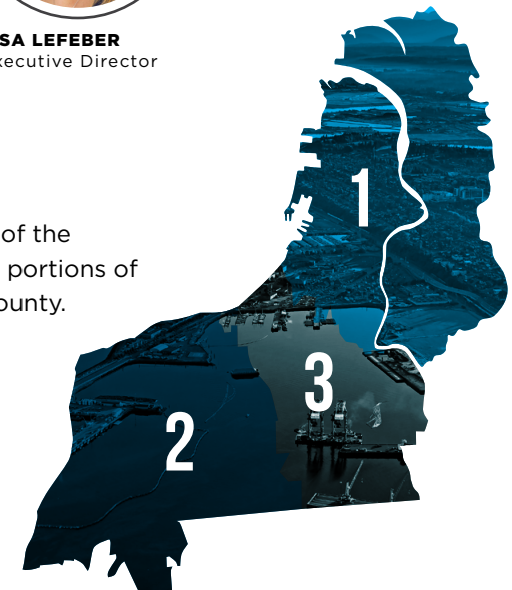 SA LEFEBER
xecutive Director
of the
portions of
ounty.
1
3
2